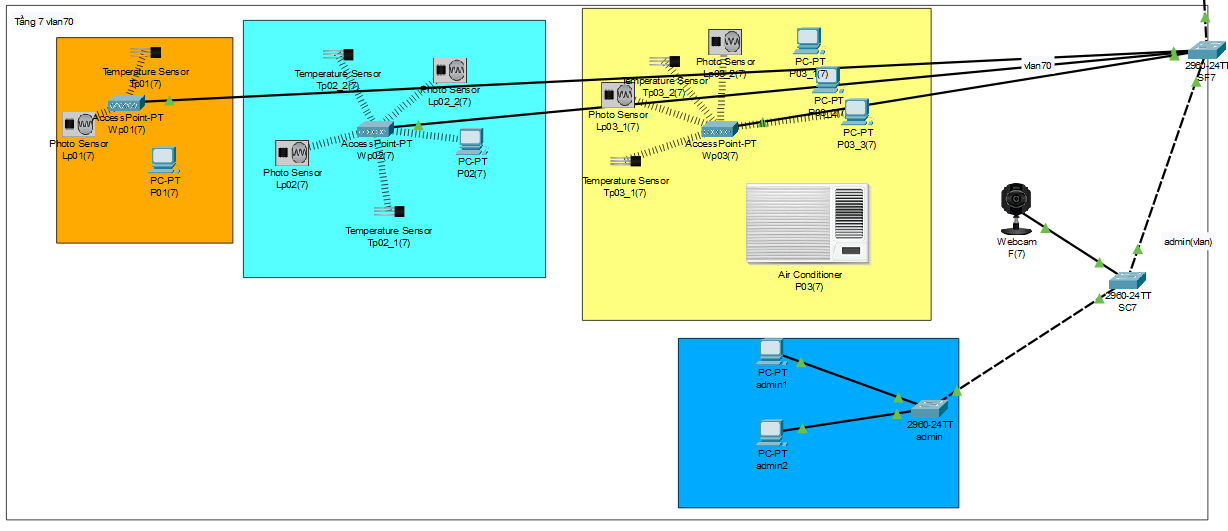 Tầng 7 vlan70
Temperature Sensor
Tp01(7)
AccessPoint-PT
Wp01(7)
Photo Sensor
Lp01(7)
PC-PT
P01(7)
Temperature Sensor
Tp02_2(7)
Photo Sensor
Lp02_2(7)
AccessPoint-PT
Wp02(7)
Photo Sensor
Lp02(7)
PC-PT
P02(7)
Temperature Sensor
Tp02_1(7)
Photo Sensor
Lp03_2(7)
PC-PT
P03_1(7)
Temperature Sensor
Tp03_2(7)
PC-PT
Photo Sensor
Lp03_1(7)
PC-PT
P03_3(7)
AccessPoint-PT
Wp03(7)
Temperature Sensor
Tp03_1(7)
Air Conditioner
P03(7)
vlan70
2960-24TT
SF7
Webcam
F(7)
admin(vlan)
2960-24TT
SC7
PC-PT
admin1
2960-24TT
admin
PC-PT
admin2